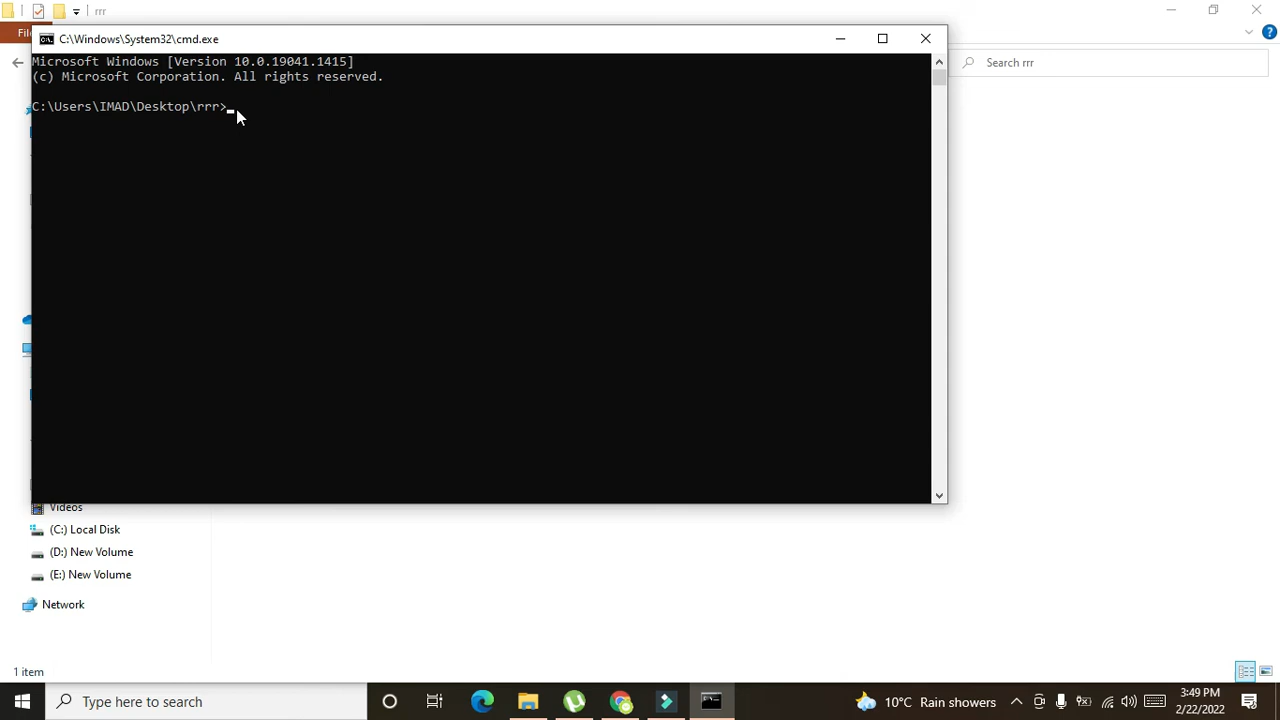 rrr
Fil
C:\Windows\System32\cmd.exe
Microsoft Windows [Version 10.0.19041.1415]
(c) Microsoft Corporation. All rights reserved.
C:\Users\IMAD\Desktop\rrr>
Search rrr
Videos
(C:) Local Disk
(D:) New Volume
(E:) New Volume
Network
1 item
Type here to search
10°C Rain showers
3:49 PM
2/22/2022